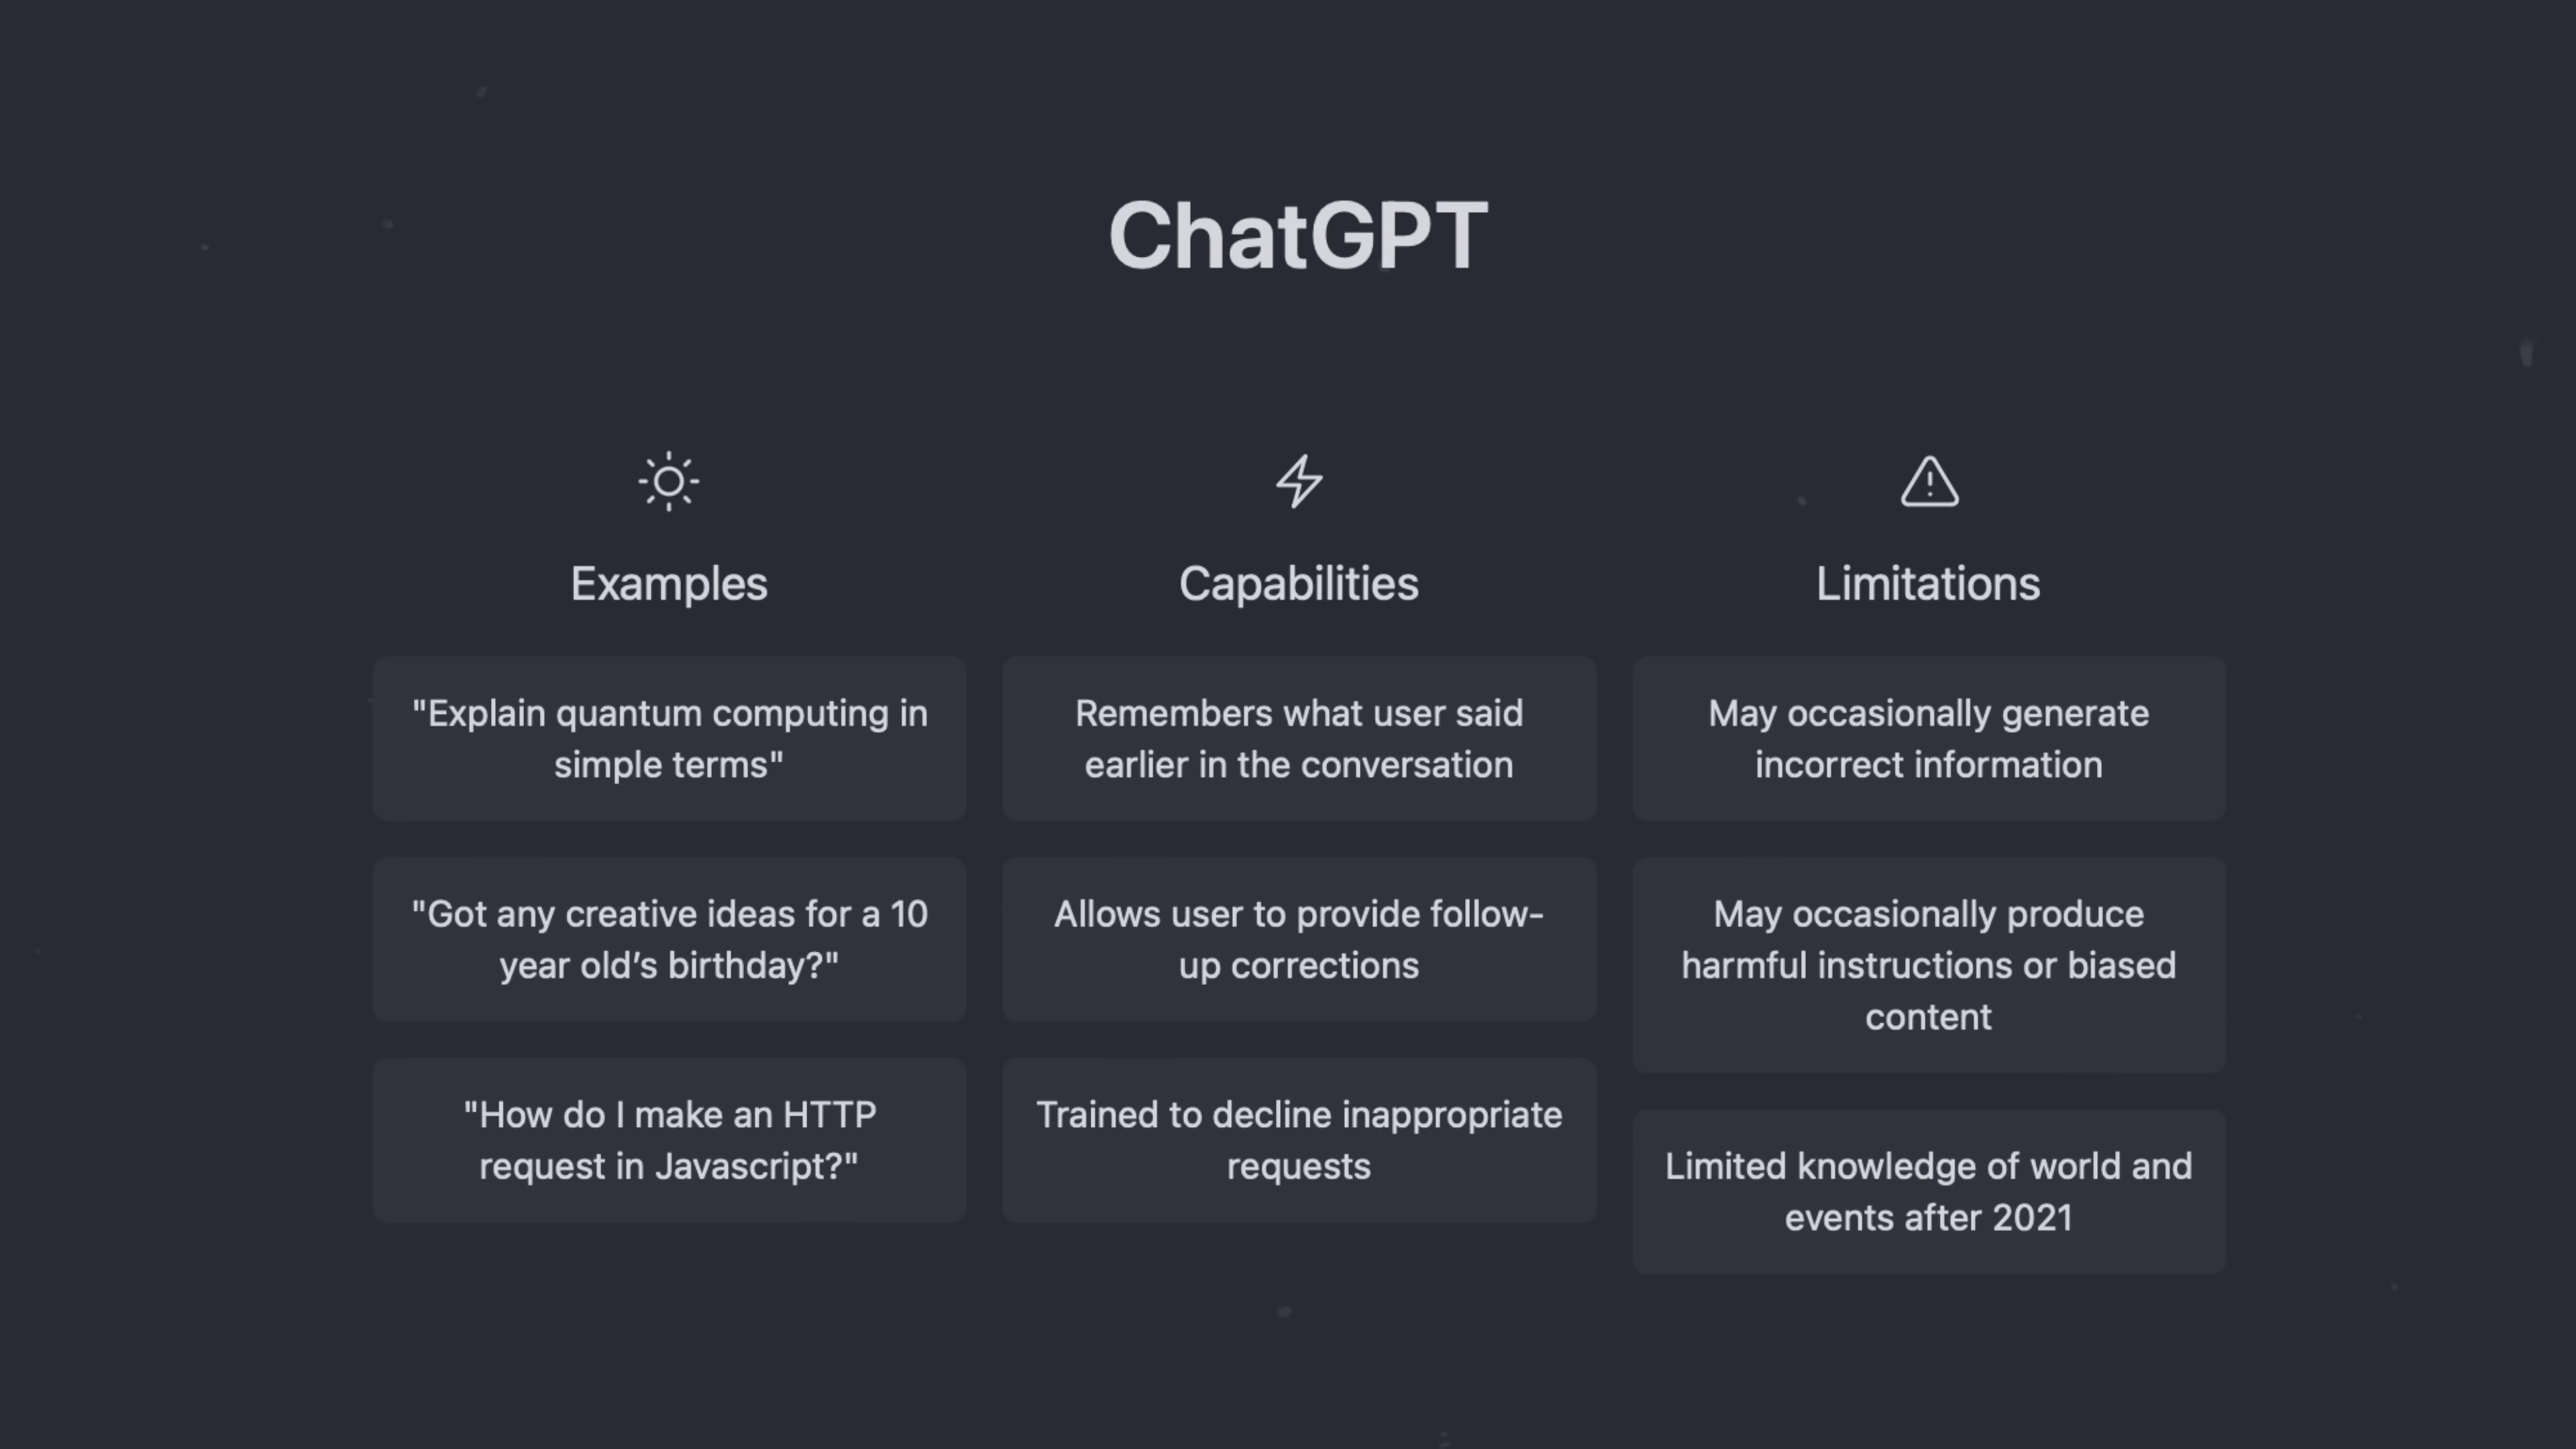 ChatGPT
Examples
"Explain quantum computing in
simple terms"
"Got any creative ideas for a 10
year old’s birthday?"
"How do I make an HTTP
request in Javascript?"
Capabilities
Remembers what user said
earlier in the conversation
Allows user to provide follow-
up corrections
Trained to decline inappropriate
requests
Limitations
May occasionally generate
incorrect information
May occasionally produce
harmful instructions or biased
content
Limited knowledge of world and
events after 2021